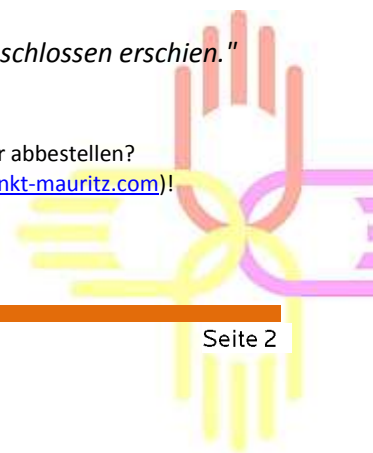 schlossen erschien."
r abbestellen?
nkt-mauritz.com)!
Seite 2